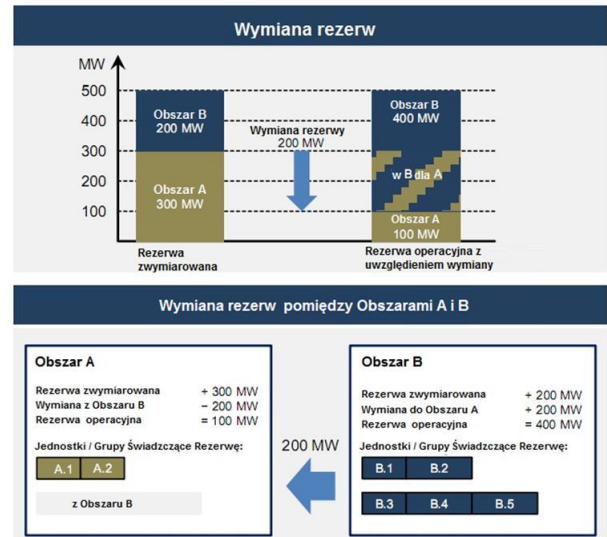 Wymiana rezerw
MW
500
400
300
200
100
Obszar B
200 MW
Obszar A
300 MW
Wymiana rezerwy
200 MW
Obszar B
400 MW
w B dla A
Obszar A
100 MW
Rezerwa
zwymiarowana
Rezerwa operacyjna z
uwzględieniem wymiany
Wymiana rezerw pomiędzy Obszarami A i B
Obszar A
Rezerwa zwymiarowana + 300 MW
Wymiana z Obszaru B – 200 MW
Rezerwa operacyjna = 100 MW
Jednostki / Grupy Świadczące Rezerwę:
A.1 A.2
z Obszaru B
200 MW
Obszar B
Rezerwa zwymiarowana + 200 MW
Wymiana do Obszaru A + 200 MW
Rezerwa operacyjna = 400 MW
Jednostki / Grupy Świadczące Rezerwę:
B.1 B.2
B.3 B.4 B.5